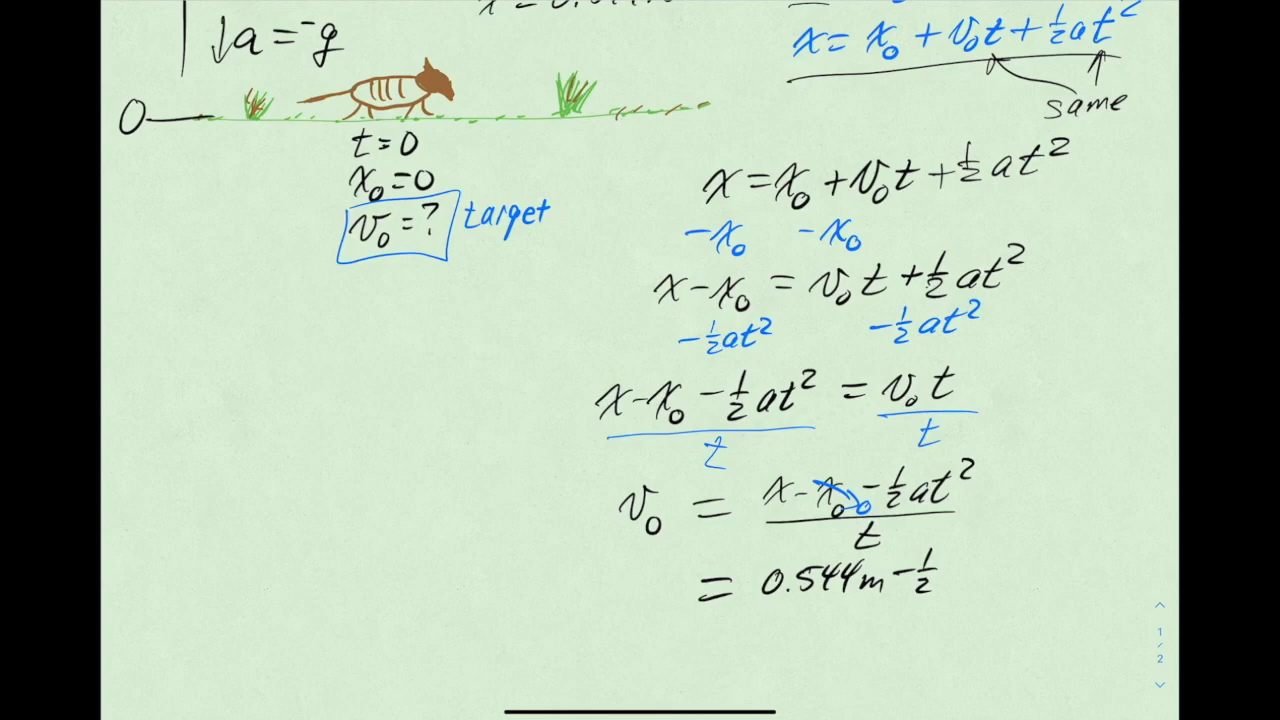 ↓a = ⁻g
x = x₀ + v₀t + ½at²
same
0
t = 0
x₀ = 0
v₀ = ? target
x = x₀ + v₀t + ½at²
-x₀ -x₀
x - x₀ = v₀t + ½at²
-½at² -½at²
x - x₀ - ½at² = v₀t
t t
v₀ = x - x₀ - ½at²
0
t
= 0.544m - ½
1
/
2